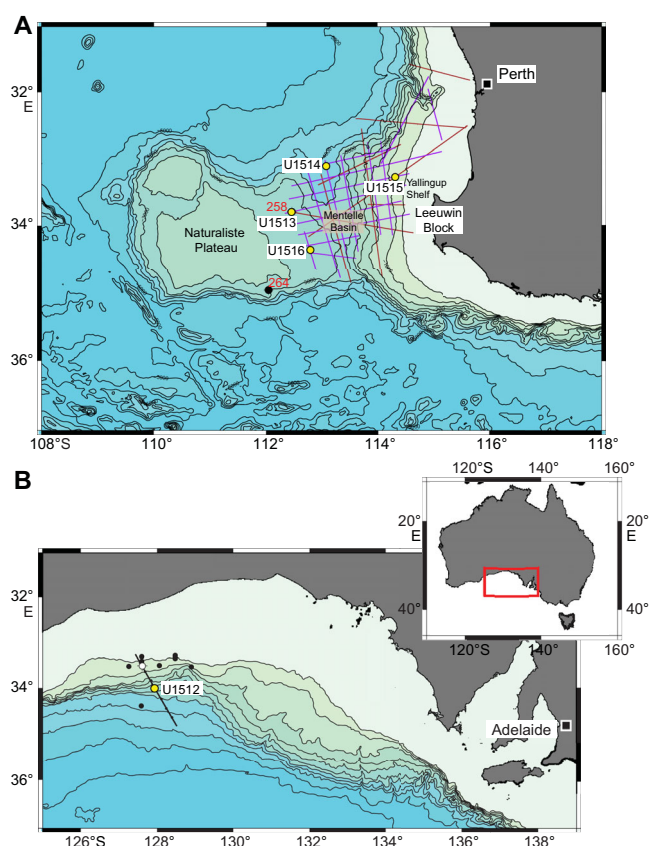 A
32°
E
34°
36°
108°S
110°
112°
114°
116°
118°
Perth
U1514
U1515
Yallingup
Shelf
258
U1513
Mentelle
Basin
Leeuwin
Block
Naturaliste
Plateau
U1516
264
B
120°S
140°
160°
20°
E
20°
E
40°
40°
120°S
140°
160°
32°
E
34°
36°
U1512
Adelaide
126°S
128°
130°
132°
134°
136°
138°